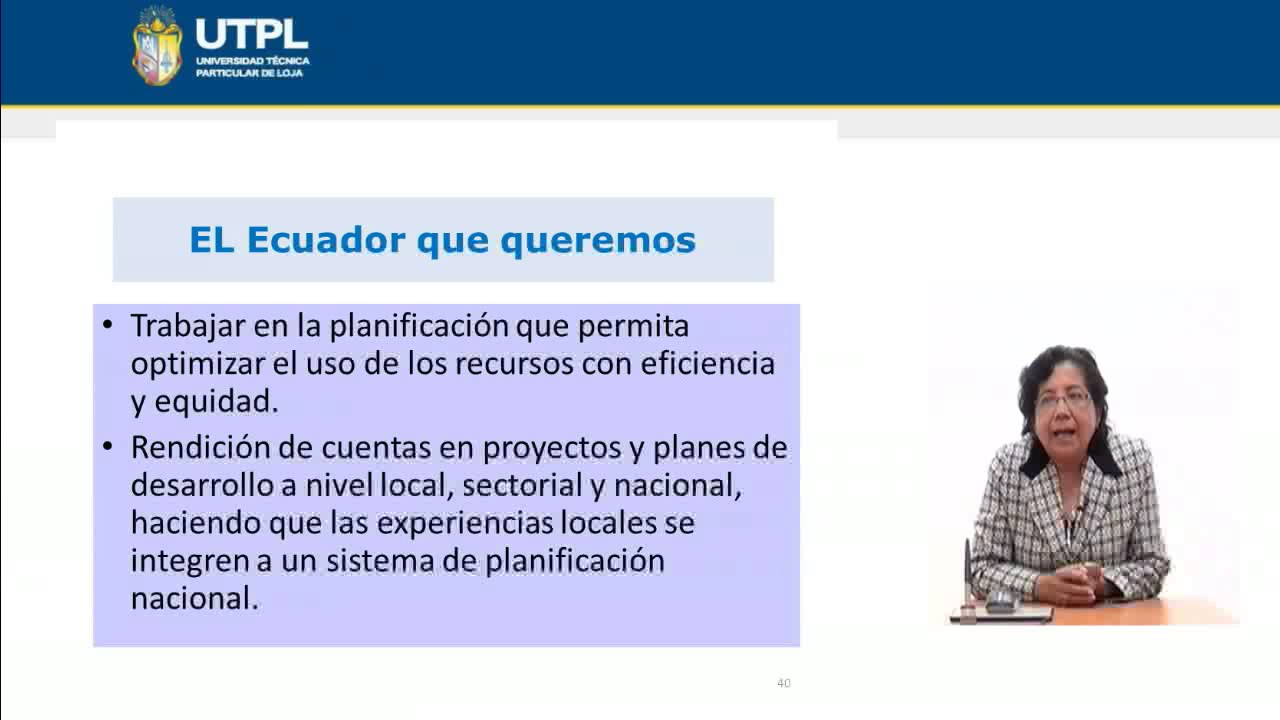 UTPL
UNIVERSIDAD TÉCNICA
PARTICULAR DE LOJA
EL Ecuador que queremos
• Trabajar en la planificación que permita
optimizar el uso de los recursos con eficiencia
y equidad.
• Rendición de cuentas en proyectos y planes de
desarrollo a nivel local, sectorial y nacional,
haciendo que las experiencias locales se
integren a un sistema de planificación
nacional.
40